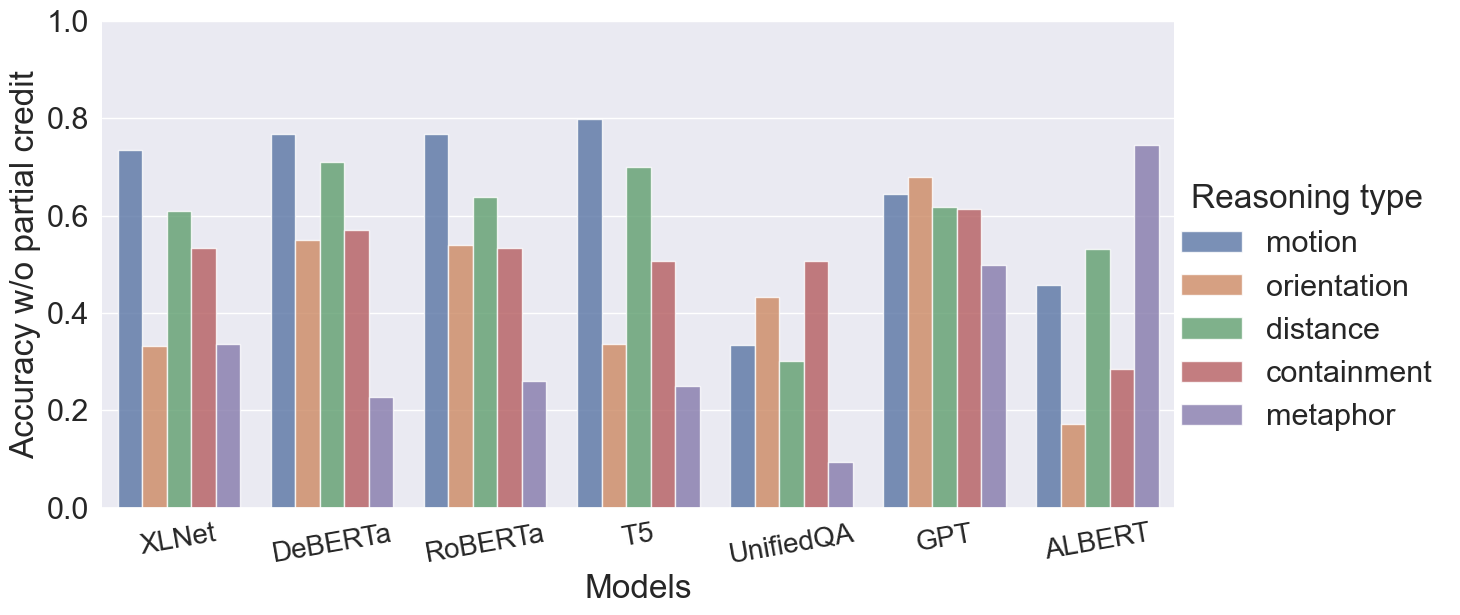 Accuracy w/o partial credit
1.0
0.8
0.6
0.4
0.2
0.0
XLNet DeBERTa RoBERTa T5 UnifiedQA GPT ALBERT
Models
Reasoning type
motion
orientation
distance
containment
metaphor